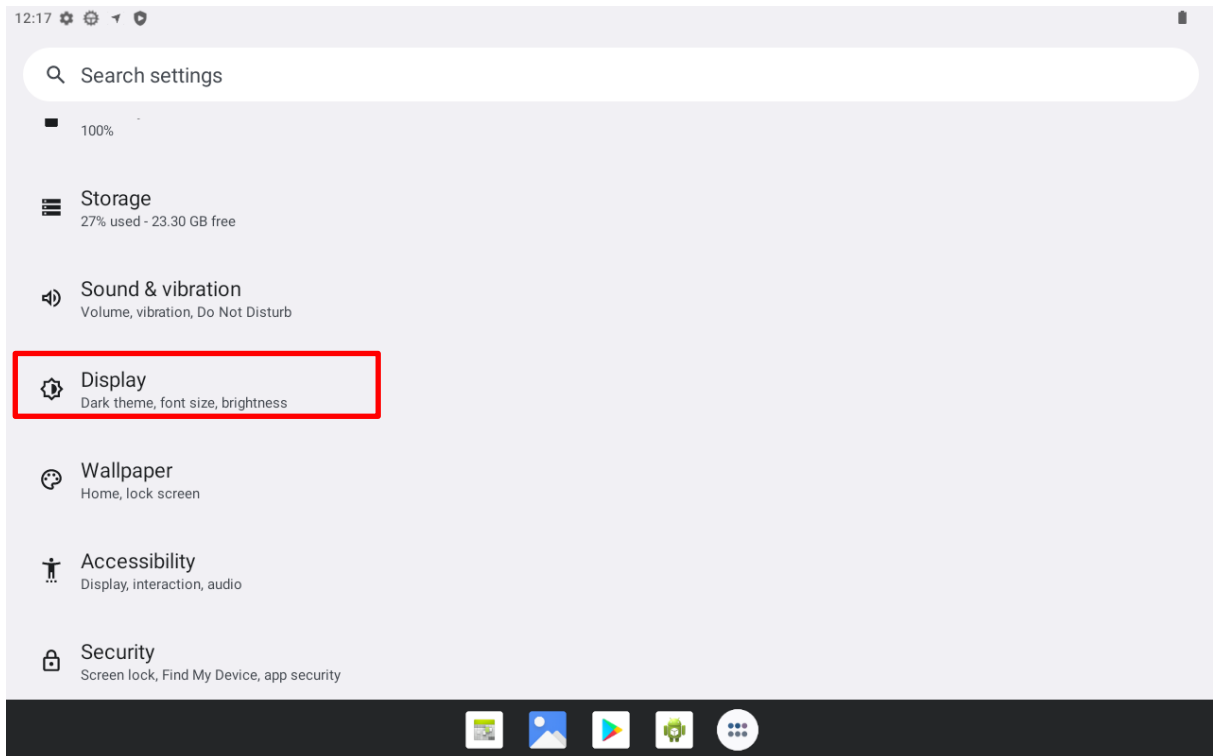 12:17
Search settings
100%
Storage
27% used - 23.30 GB free
Sound & vibration
Volume, vibration, Do Not Disturb
Display
Dark theme, font size, brightness
Wallpaper
Home, lock screen
Accessibility
Display, interaction, audio
Security
Screen lock, Find My Device, app security